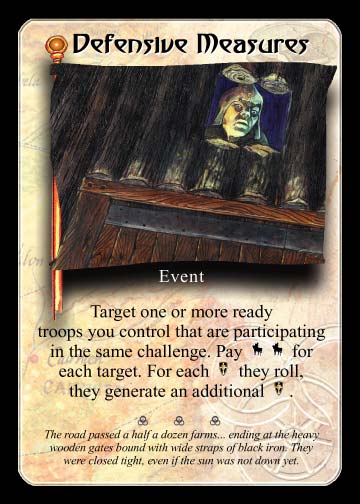 Defensive Measures
Event
Target one or more ready
troops you control that are participating
in the same challenge. Pay for
each target. For each they roll,
they generate an additional .
The road passed a half a dozen farms... ending at the heavy
wooden gates bound with wide straps of black iron. They
were closed tight, even if the sun was not down yet.